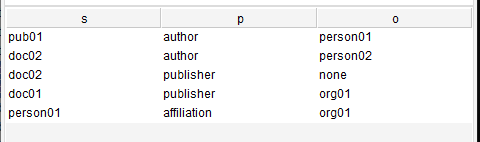 s p o
pub01 author person01
doc02 author person02
doc02 publisher none
doc01 publisher org01
person01 affiliation org01